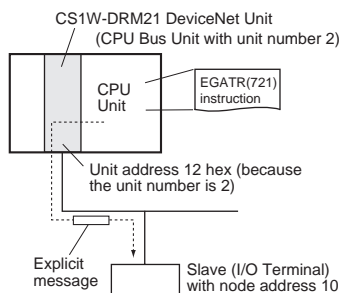 CS1W-DRM21 DeviceNet Unit
(CPU Bus Unit with unit number 2)
CPU
Unit
EGATR(721)
instruction
Unit address 12 hex (because
the unit number is 2)
Explicit
message
Slave (I/O Terminal)
with node address 10